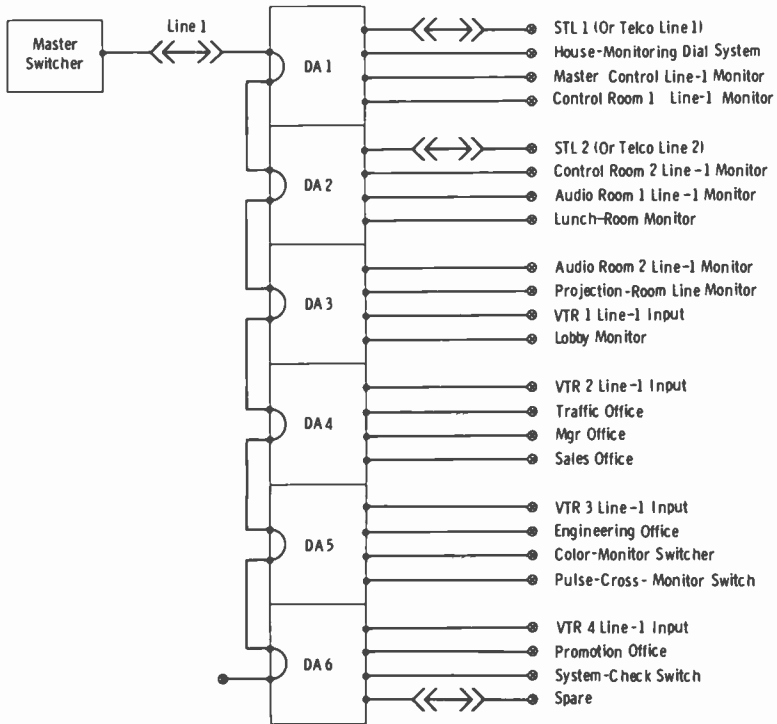 Master
Switcher
Line 1
DA 1
STL 1 (Or Telco Line 1)
House-Monitoring Dial System
Master Control Line-1 Monitor
Control Room 1 Line-1 Monitor
DA 2
STL 2 (Or Telco Line 2)
Control Room 2 Line-1 Monitor
Audio Room 1 Line-1 Monitor
Lunch-Room Monitor
DA 3
Audio Room 2 Line-1 Monitor
Projection-Room Line Monitor
VTR 1 Line-1 Input
Lobby Monitor
DA 4
VTR 2 Line-1 Input
Traffic Office
Mgr Office
Sales Office
DA 5
VTR 3 Line-1 Input
Engineering Office
Color-Monitor Switcher
Pulse-Cross-Monitor Switch
DA 6
VTR 4 Line-1 Input
Promotion Office
System-Check Switch
Spare